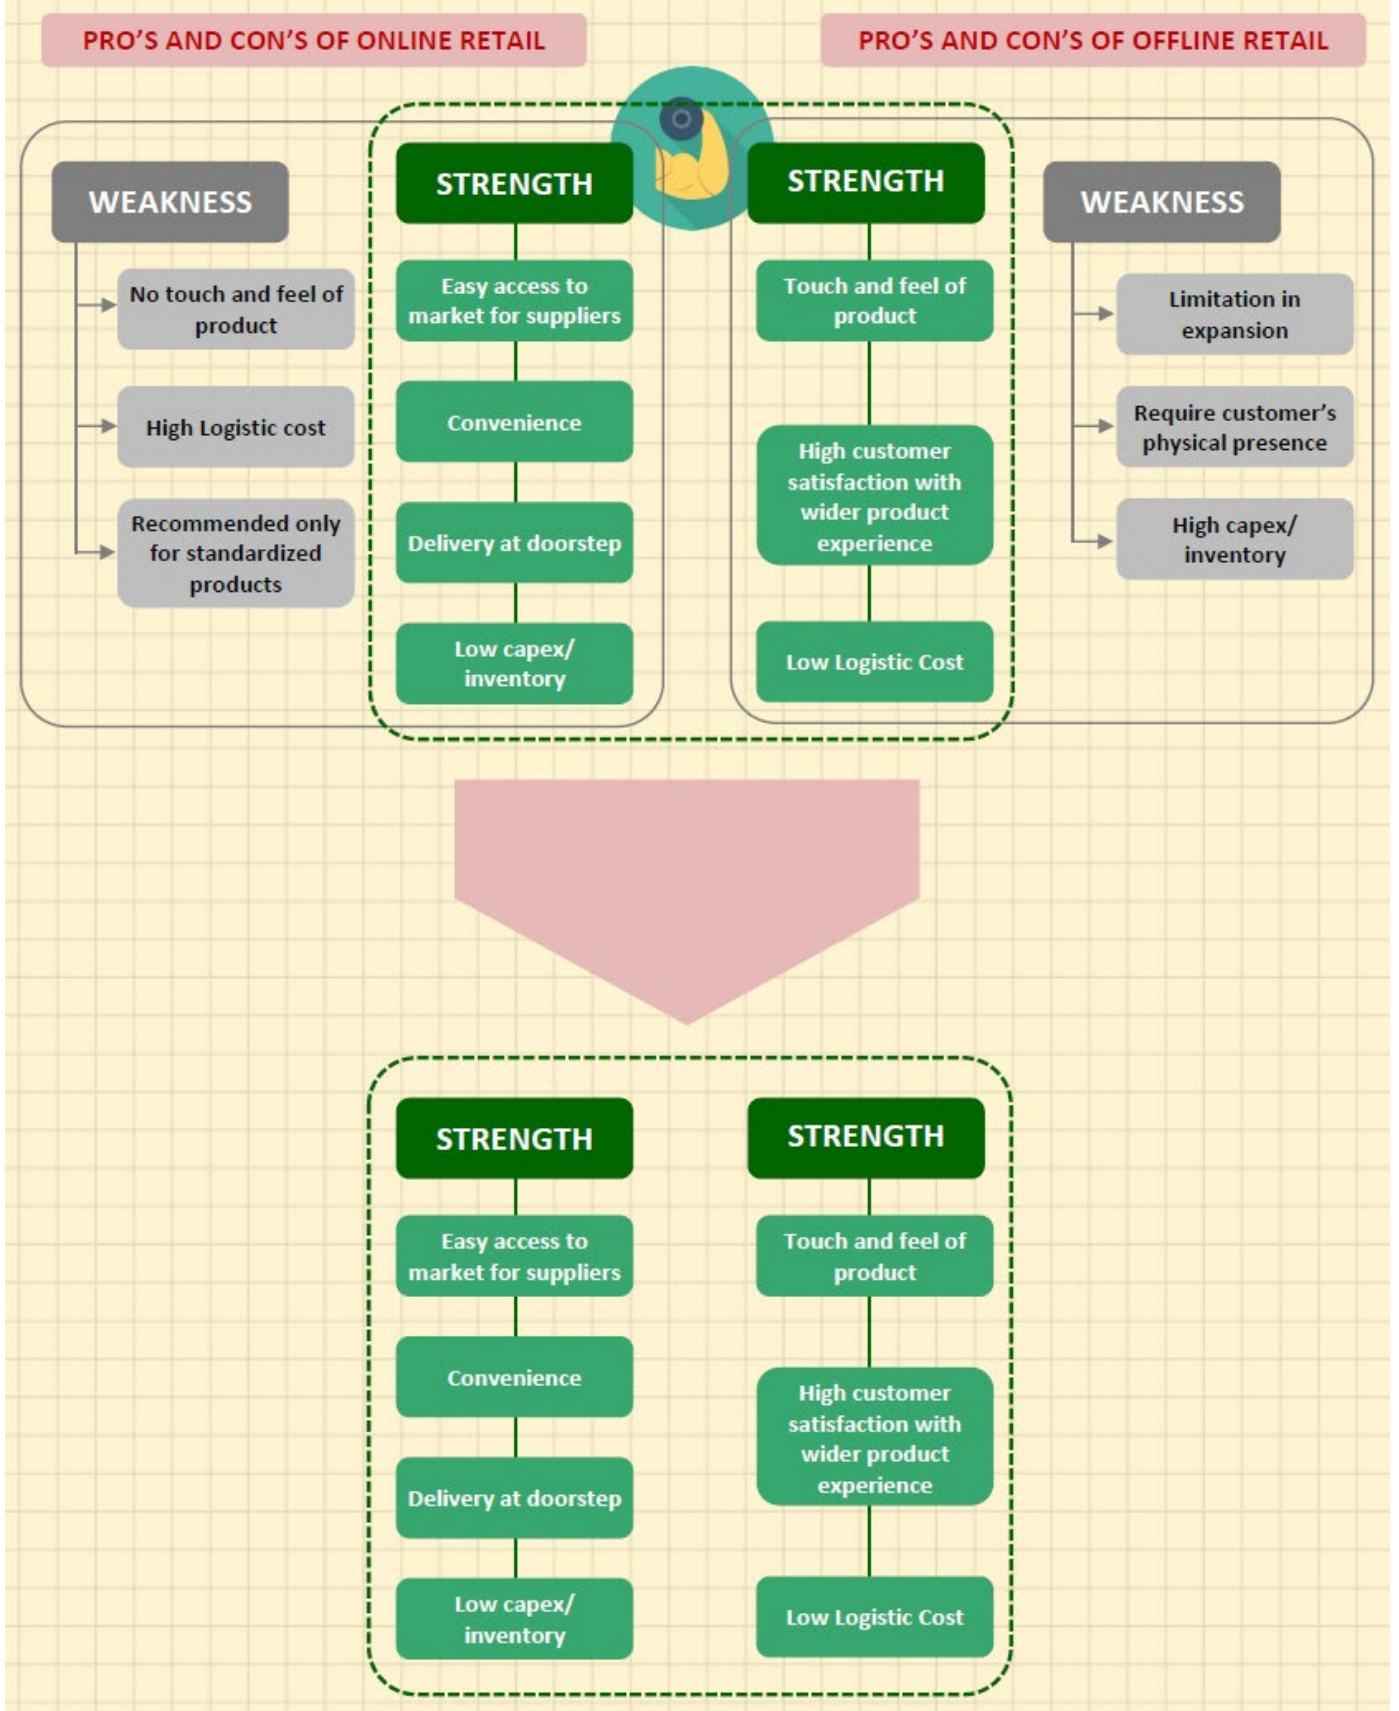 PRO'S AND CON'S OF ONLINE RETAIL
PRO'S AND CON'S OF OFFLINE RETAIL
WEAKNESS
No touch and feel of
product
High Logistic cost
Recommended only
for standardized
products
STRENGTH
Easy access to
market for suppliers
Convenience
Delivery at doorstep
Low capex/
inventory
STRENGTH
Touch and feel of
product
High customer
satisfaction with
wider product
experience
Low Logistic Cost
WEAKNESS
Limitation in
expansion
Require customer's
physical presence
High capex/
inventory
STRENGTH
Easy access to
market for suppliers
Convenience
Delivery at doorstep
Low capex/
inventory
STRENGTH
Touch and feel of
product
High customer
satisfaction with
wider product
experience
Low Logistic Cost